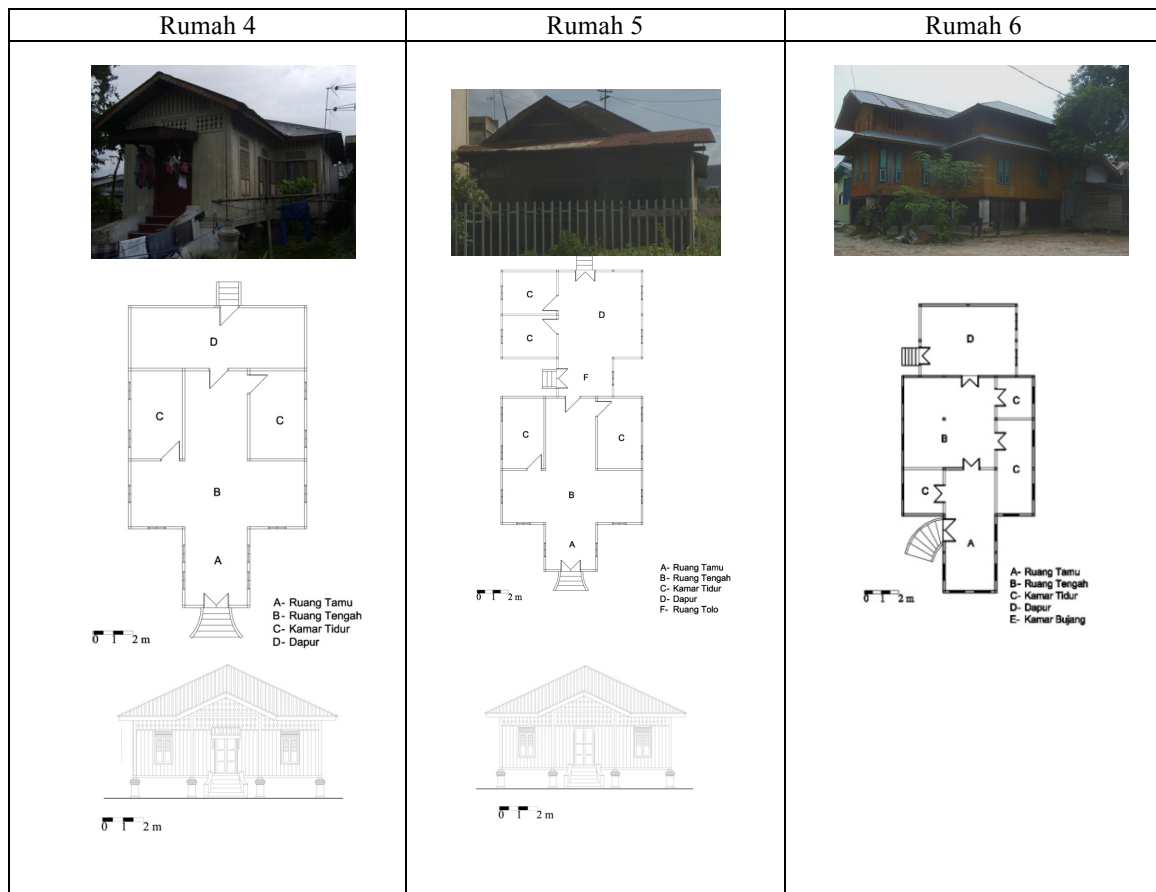 Rumah 4
Rumah 5
Rumah 6
D
C
C
B
A
A- Ruang Tamu
B- Ruang Tengah
C- Kamar Tidur
D- Dapur
0 1 2 m
0 1 2 m
C
D
C
F
C
C
B
A
A- Ruang Tamu
B- Ruang Tengah
C- Kamar Tidur
D- Dapur
F- Ruang Tolo
0 1 2 m
0 1 2 m
D
C
B
C
C
A
A- Ruang Tamu
B- Ruang Tengah
C- Kamar Tidur
D- Dapur
E- Kamar Bujang
0 1 2 m